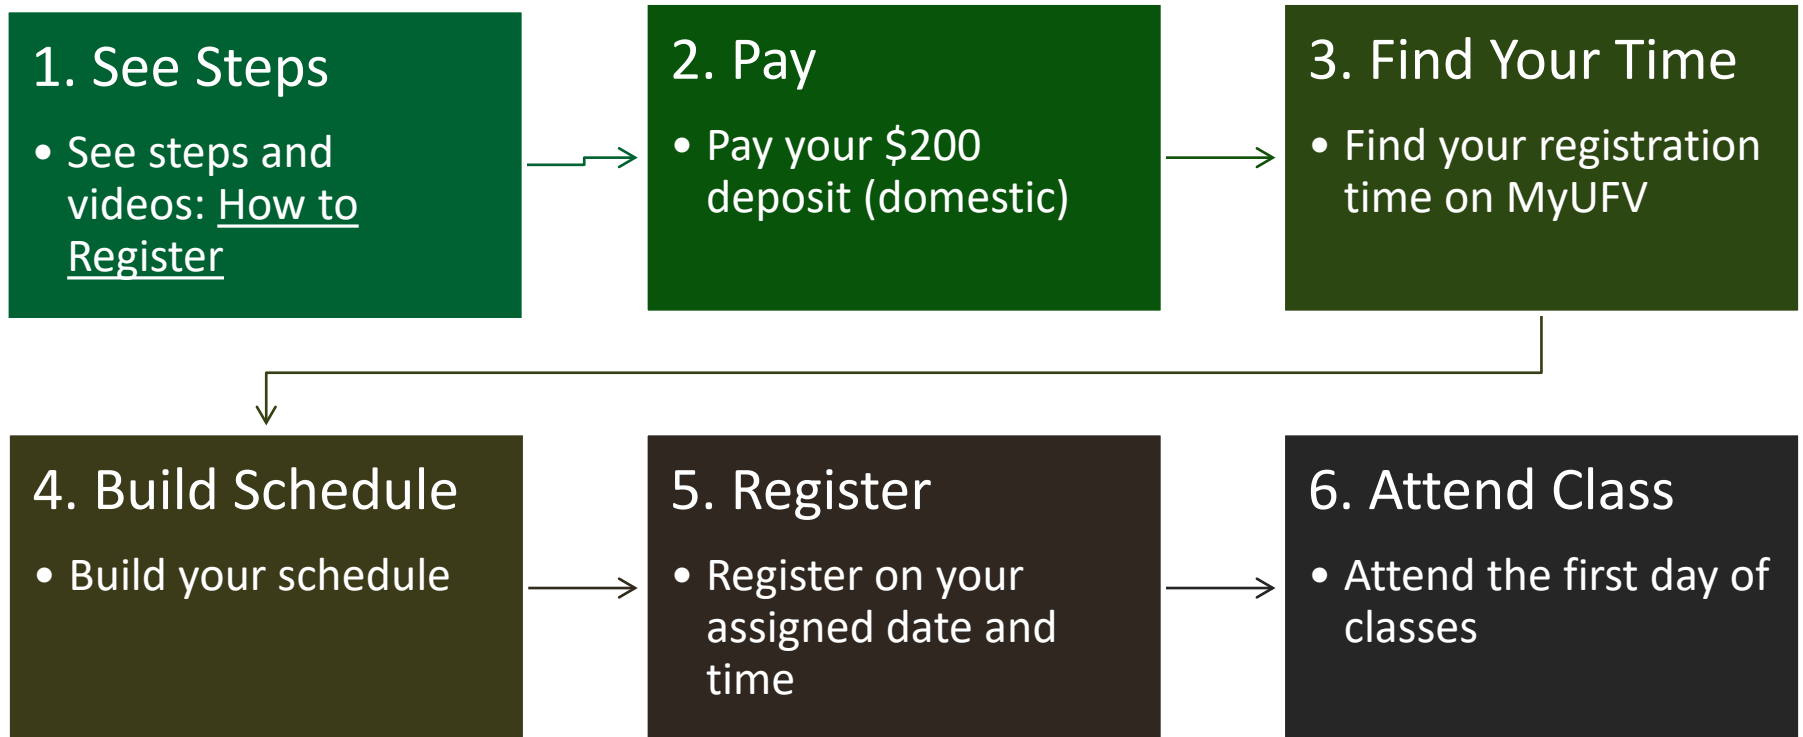 1. See Steps
• See steps and
videos: How to
Register
2. Pay
• Pay your $200
deposit (domestic)
3. Find Your Time
• Find your registration
time on MyUFV
4. Build Schedule
• Build your schedule
5. Register
• Register on your
assigned date and
time
6. Attend Class
• Attend the first day of
classes